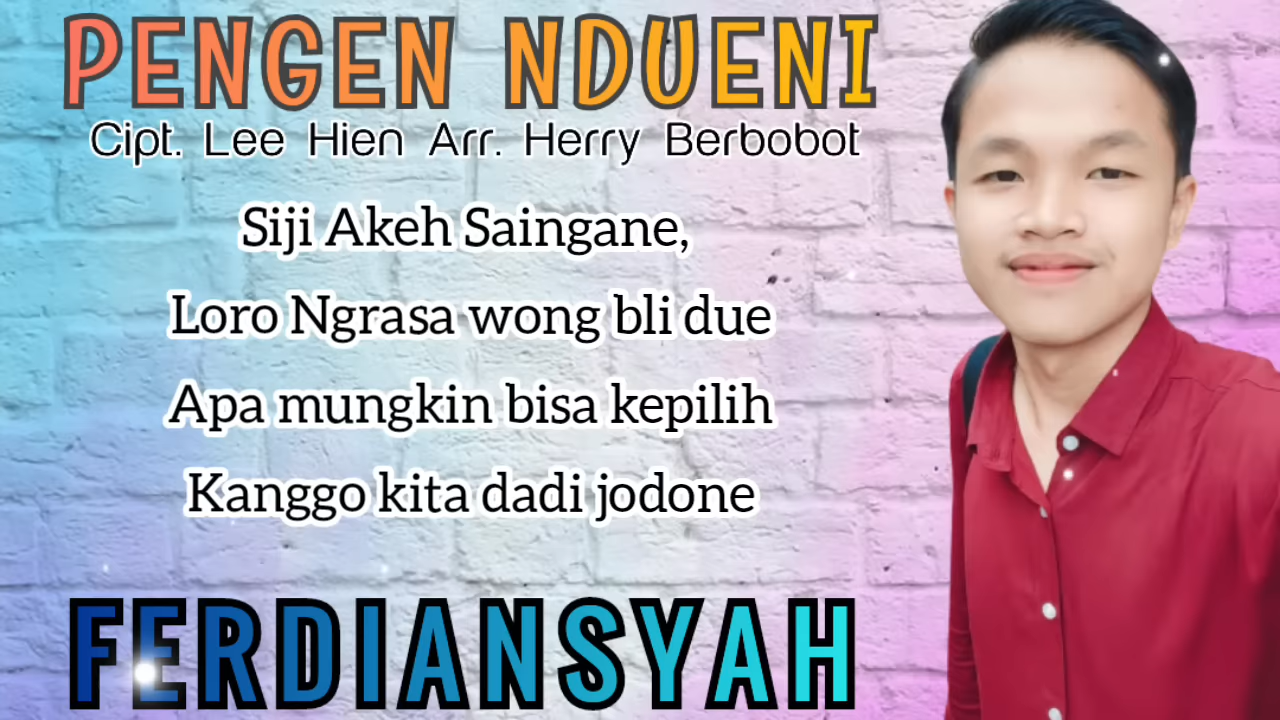 PENGEN NDUENI
Cipt. Lee Hien Arr. Herry Berbobot
Siji Akeh Saingane,
Loro Ngrasa wong bli due
Apa mungkin bisa kepilih
Kanggo kita dadi jodone
FERDIANSYAH